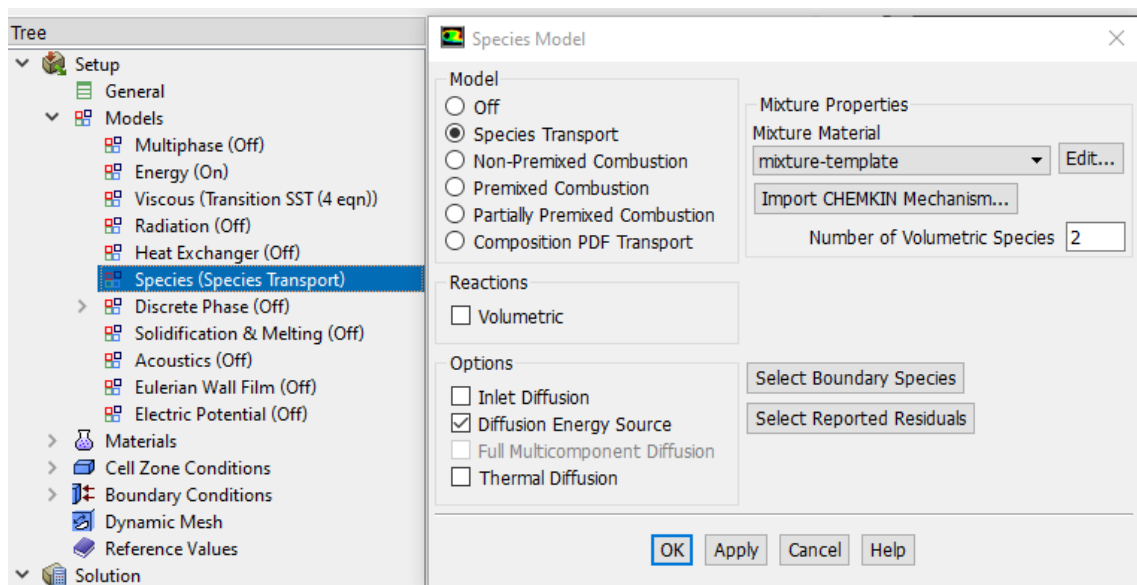 Tree
Setup
General
Models
Multiphase (Off)
Energy (On)
Viscous (Transition SST (4 eqn))
Radiation (Off)
Heat Exchanger (Off)
Species (Species Transport)
Discrete Phase (Off)
Solidification & Melting (Off)
Acoustics (Off)
Eulerian Wall Film (Off)
Electric Potential (Off)
Materials
Cell Zone Conditions
Boundary Conditions
Dynamic Mesh
Reference Values
Solution
Species Model
Model
Off
Species Transport
Non-Premixed Combustion
Premixed Combustion
Partially Premixed Combustion
Composition PDF Transport
Reactions
Volumetric
Options
Inlet Diffusion
Diffusion Energy Source
Full Multicomponent Diffusion
Thermal Diffusion
Mixture Properties
Mixture Material
mixture-template Edit...
Import CHEMKIN Mechanism...
Number of Volumetric Species 2
Select Boundary Species
Select Reported Residuals
OK Apply Cancel Help